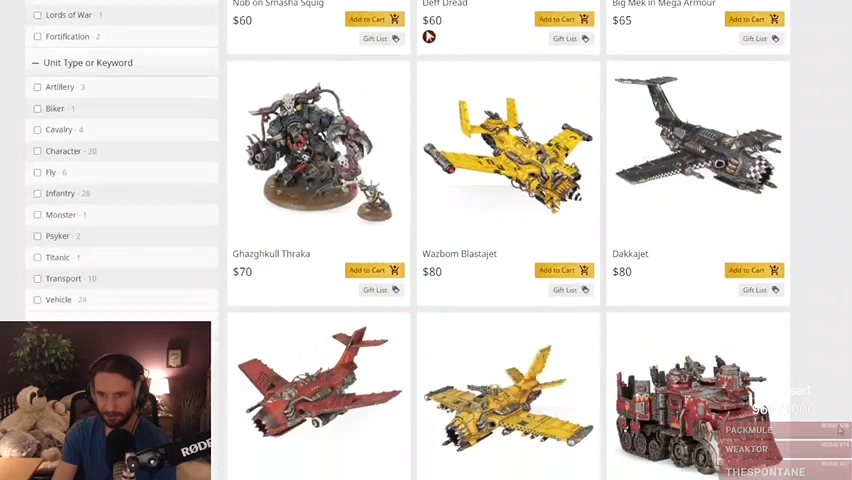 Lords of War · 1
Nob on Smasha Squig
Deff Dread
Big Mek in Mega Armour
$60
Add to Cart
$60
Add to Cart
$65
Add to Cart
Fortification · 2
Gift List
Gift List
Gift List
— Unit Type or Keyword
Artillery · 3
Biker · 1
Cavalry · 4
Character · 20
Fly · 6
Infantry · 28
Monster · 1
Psyker · 2
Titanic · 1
Transport · 10
Vehicle · 24
Ghazghkull Thraka
Wazbom Blastajet
Dakkajet
$70
Add to Cart
$80
Add to Cart
$80
Add to Cart
Gift List
Gift List
Gift List
PACKMULE
WEAKTOR
THESPONTANE
RØDE